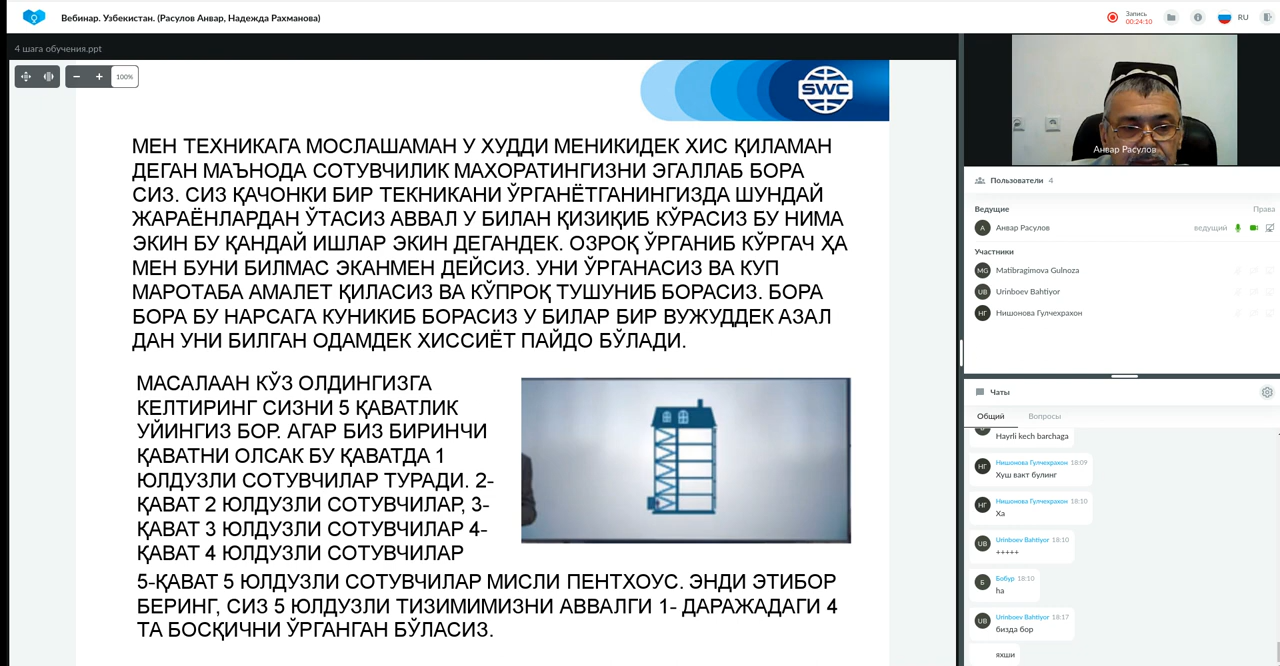 Вебинар. Узбекистан. (Расулов Анвар, Надежда Рахманова)
Запись
00:24:10
RU
4 шага обучения.ppt
100%
SWC
МЕН ТЕХНИКАГА МОСЛАШАМАН У ХУДДИ МЕНИКИДЕК ХИС ҚИЛАМАН
ДЕГАН МАЪНОДА СОТУВЧИЛИК МАХОРАТИНГИЗНИ ЭГАЛЛАБ БОРА
СИЗ. СИЗ ҚАЧОНКИ БИР ТЕКНИКАНИ ЎРГАНЁТГАНИНГИЗДА ШУНДАЙ
ЖАРАЁНЛАРДАН ЎТАСИЗ АВВАЛ У БИЛАН ҚИЗИҚИБ КЎРАСИЗ БУ НИМА
ЭКИН БУ ҚАНДАЙ ИШЛАР ЭКИН ДЕГАНДЕК. ОЗРОҚ ЎРГАНИБ КЎРГАЧ ҲА
МЕН БУНИ БИЛМАС ЭКАНМЕН ДЕЙСИЗ. УНИ ЎРГАНАСИЗ ВА КУП
МАРОТАБА АМАЛЕТ ҚИЛАСИЗ ВА КЎПРОҚ ТУШУНИБ БОРАСИЗ. БОРА
БОРА БУ НАРСАГА КУНИКИБ БОРАСИЗ У БИЛАР БИР ВУЖУДДЕК АЗАЛ
ДАН УНИ БИЛГАН ОДАМДЕК ХИССИЁТ ПАЙДО БЎЛАДИ.
МАСАЛААН КЎЗ ОЛДИНГИЗГА
КЕЛТИРИНГ СИЗНИ 5 ҚАВАТЛИК
УЙИНГИЗ БОР. АГАР БИЗ БИРИНЧИ
ҚАВАТНИ ОЛСАК БУ ҚАВАТДА 1
ЮЛДУЗЛИ СОТУВЧИЛАР ТУРАДИ. 2-
ҚАВАТ 2 ЮЛДУЗЛИ СОТУВЧИЛАР, 3-
ҚАВАТ 3 ЮЛДУЗЛИ СОТУВЧИЛАР 4-
ҚАВАТ 4 ЮЛДУЗЛИ СОТУВЧИЛАР
5-ҚАВАТ 5 ЮЛДУЗЛИ СОТУВЧИЛАР МИСЛИ ПЕНТХОУС. ЭНДИ ЭТИБОР
БЕРИНГ, СИЗ 5 ЮЛДУЗЛИ ТИЗИМИМИЗНИ АВВАЛГИ 1- ДАРАЖАДАГИ 4
ТА БОСҚИЧНИ ЎРГАНГАН БЎЛАСИЗ.
Анвар Расулов
Пользователи 4
Ведущие Права
А Анвар Расулов ведущий
Участники
MG Matibragimova Gulnoza
UB Urinboev Bahtiyor
НГ Нишонова Гулчехрахон
Чаты
Общий Вопросы
Hayrli kech barchaga
НГ Нишонова Гулчехрахон 18:09
Хуш вакт булинг
НГ Нишонова Гулчехрахон 18:10
Ха
UB Urinboev Bahtiyor 18:10
+++++
Б Бобур 18:10
ha
UB Urinboev Bahtiyor 18:17
бизда бор
яхши